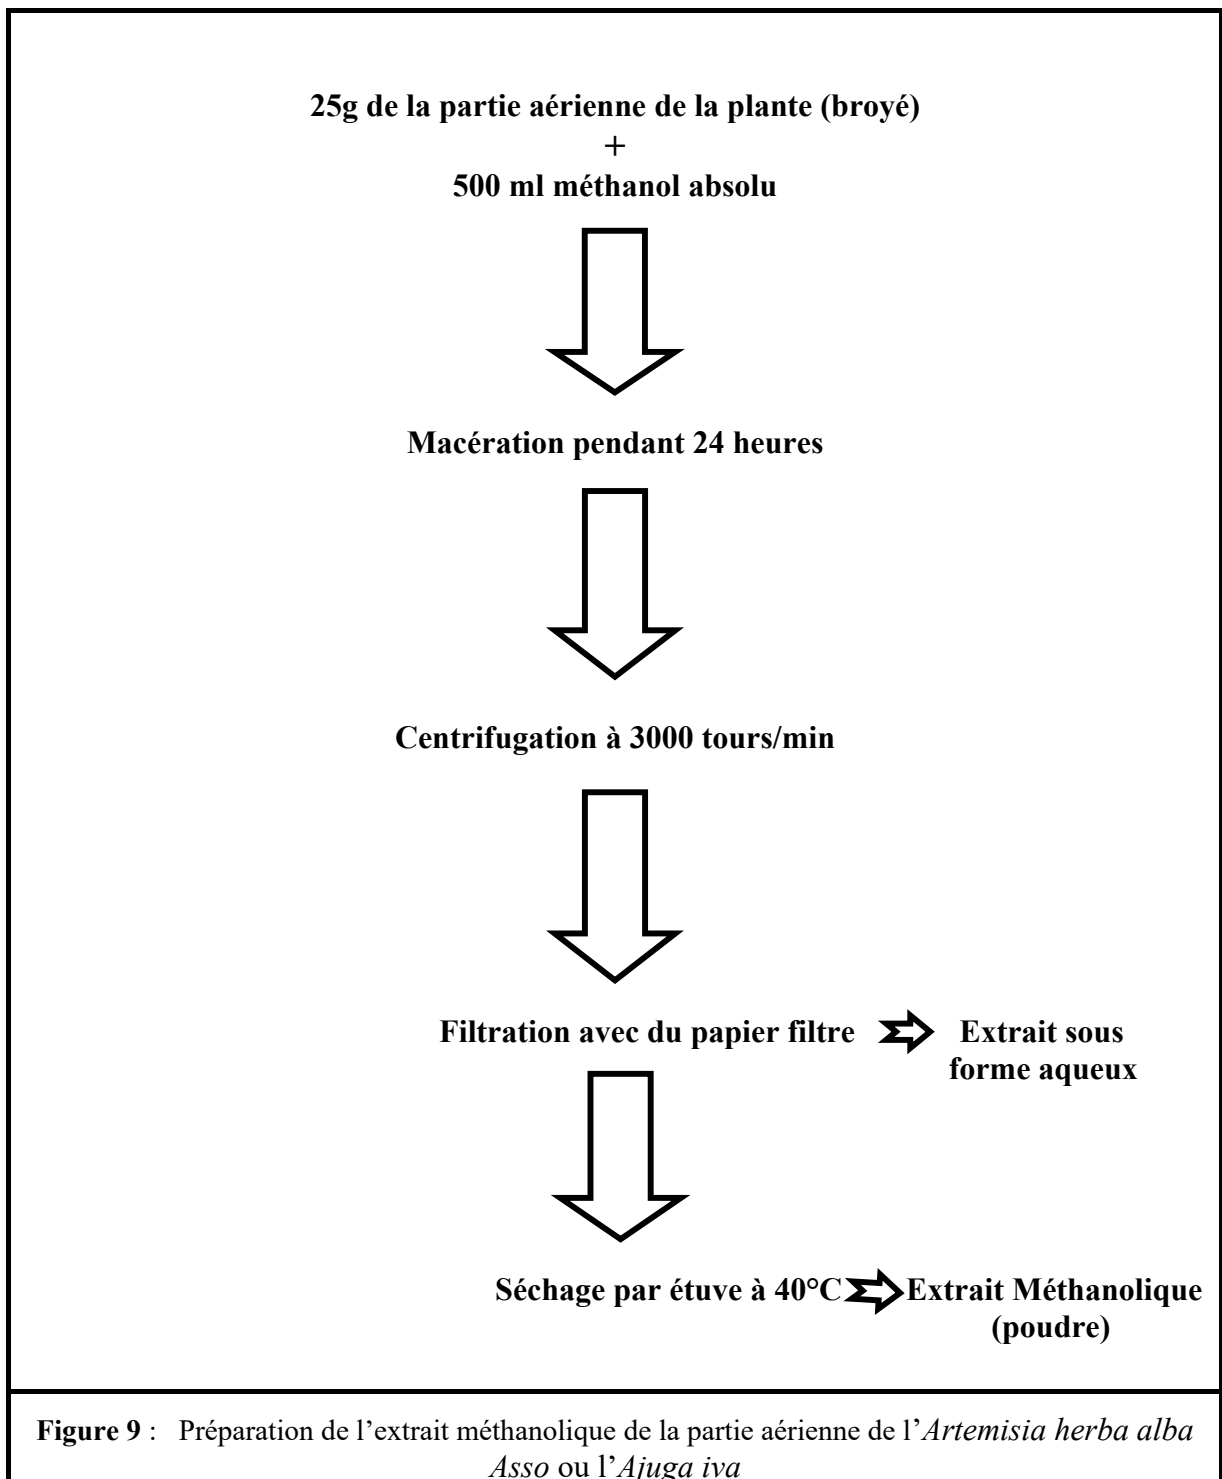 25g de la partie aérienne de la plante (broyé)
+
500 ml méthanol absolu
Macération pendant 24 heures
Centrifugation à 3000 tours/min
Filtration avec du papier filtre
Extrait sous
forme aqueux
Séchage par étuve à 40°C
Extrait Méthanolique
(poudre)
Figure 9 : Préparation de l’extrait méthanolique de la partie aérienne de l’Artemisia herba alba
Asso ou l’Ajuga iva